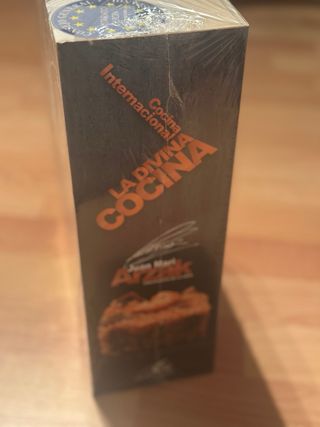 Cocina
Internacional
LA DIVINA
COCINA
Juan Mari
Arzak